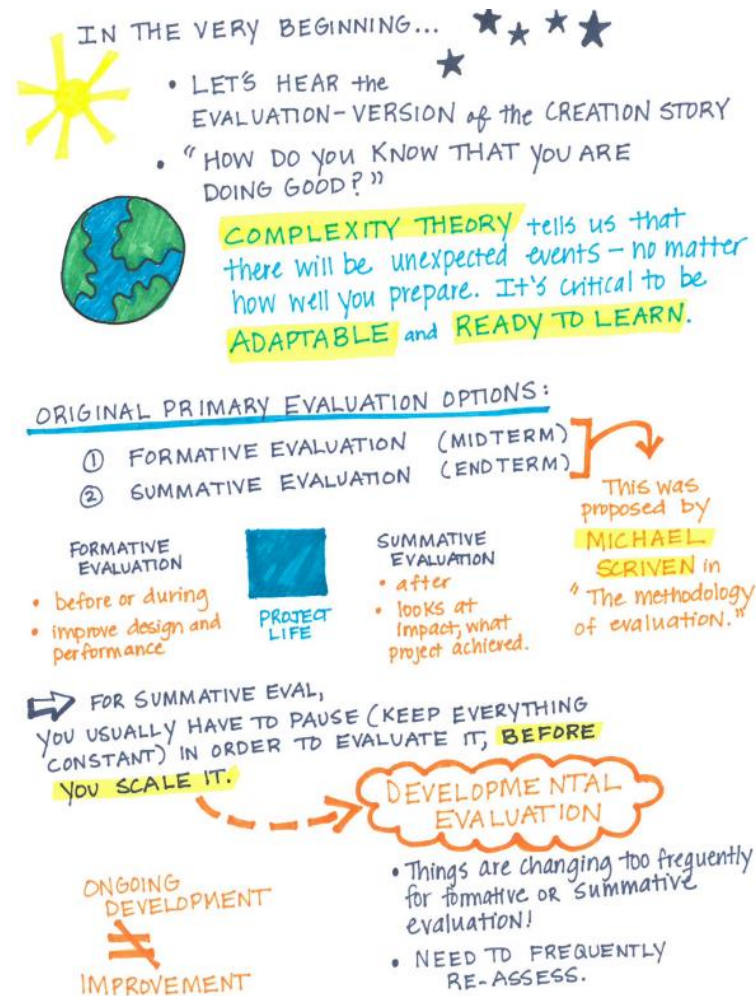 IN THE VERY BEGINNING...
• LET'S HEAR the
EVALUATION-VERSION of the CREATION STORY
• "HOW DO YOU KNOW THAT YOU ARE
DOING GOOD?"
COMPLEXITY THEORY tells us that
there will be unexpected events – no matter
how well you prepare. It's critical to be
ADAPTABLE and READY TO LEARN.
ORIGINAL PRIMARY EVALUATION OPTIONS:
① FORMATIVE EVALUATION (MIDTERM)
② SUMMATIVE EVALUATION (ENDTERM)
This was
proposed by
MICHAEL
SCRIVEN in
"The methodology
of evaluation."
FORMATIVE
EVALUATION
• before or during
• improve design and
performance
PROJECT
LIFE
SUMMATIVE
EVALUATION
• after
• looks at
impact, what
project achieved.
FOR SUMMATIVE EVAL,
YOU USUALLY HAVE TO PAUSE (KEEP EVERYTHING
CONSTANT) IN ORDER TO EVALUATE IT, BEFORE
YOU SCALE IT.
DEVELOPMENTAL
EVALUATION
• Things are changing too frequently
for formative OR summative
evaluation!
• NEED TO FREQUENTLY
RE-ASSESS.
ONGOING
DEVELOPMENT
≠
IMPROVEMENT